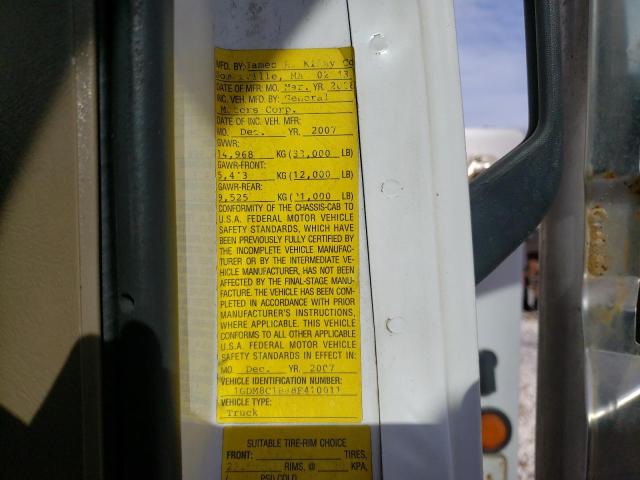 MFD. BY: James A. Kiley Co
Somerville, MA 02143
DATE OF MFR: MO. Mar. YR.
INC. VEH. MFD. BY: General
Motors Corp.
DATE OF INC. VEH. MFR:
MO. Dec. YR. 2007
GVWR:
14,968 KG (33,000 LB)
GAWR-FRONT:
KG (12,000 LB)
GAWR-REAR:
9,525 KG (21,000 LB)
CONFORMITY OF THE CHASSIS-CAB TO
U.S.A. FEDERAL MOTOR VEHICLE
SAFETY STANDARDS, WHICH HAVE
BEEN PREVIOUSLY FULLY CERTIFIED BY
THE INCOMPLETE VEHICLE MANUFAC-
TURER OR BY THE INTERMEDIATE VE-
HICLE MANUFACTURER, HAS NOT BEEN
AFFECTED BY THE FINAL-STAGE MANU-
FACTURE. THE VEHICLE HAS BEEN COM-
PLETED IN ACCORDANCE WITH PRIOR
MANUFACTURER'S INSTRUCTIONS,
WHERE APPLICABLE. THIS VEHICLE
CONFORMS TO ALL OTHER APPLICABLE
U.S.A. FEDERAL MOTOR VEHICLE
SAFETY STANDARDS IN EFFECT IN:
MO. Dec. YR. 2007
VEHICLE IDENTIFICATION NUMBER:
VEHICLE TYPE:
Truck
SUITABLE TIRE-RIM CHOICE
FRONT: TIRES,
RIMS, @ KPA,
PSI COLD